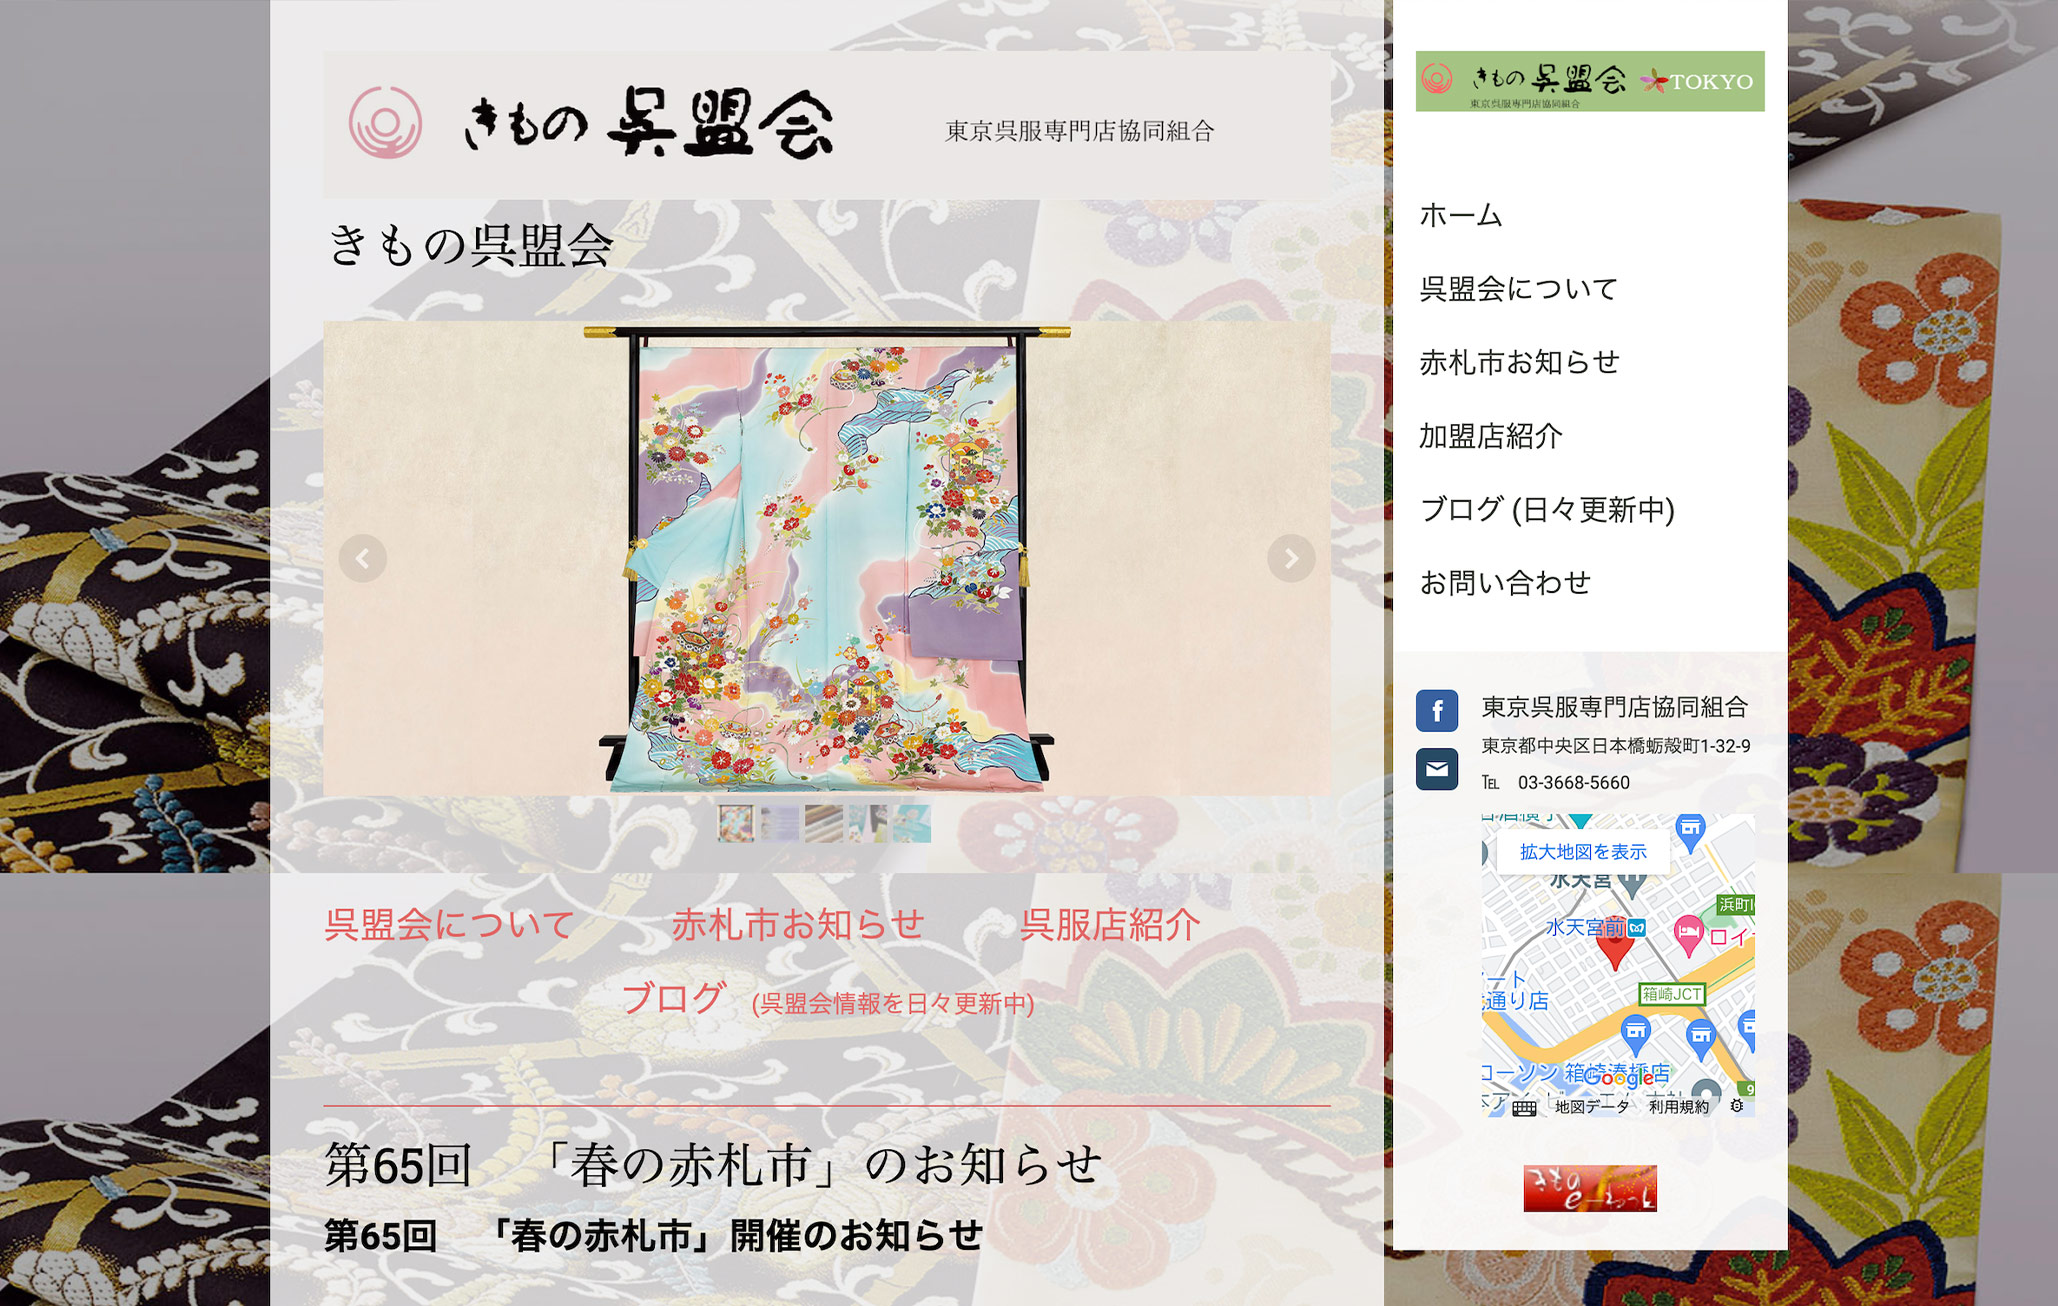 きもの 呉盟会
東京呉服専門店協同組合
きもの呉盟会
呉盟会について
赤札市お知らせ
呉服店紹介
ブログ (呉盟会情報を日々更新中)
第65回 「春の赤札市」のお知らせ
第65回 「春の赤札市」開催のお知らせ
きもの 呉盟会 TOKYO
東京呉服専門店協同組合
ホーム
呉盟会について
赤札市お知らせ
加盟店紹介
ブログ (日々更新中)
お問い合わせ
f
東京呉服専門店協同組合
東京都中央区日本橋蛎殻町1-32-9
℡ 03-3668-5660
拡大地図を表示
水天宮
浜町
水天宮前
ロイ
ート
通り店
箱崎JCT
ローソン 箱崎湊橋店
Google
地図データ 利用規約
きもの